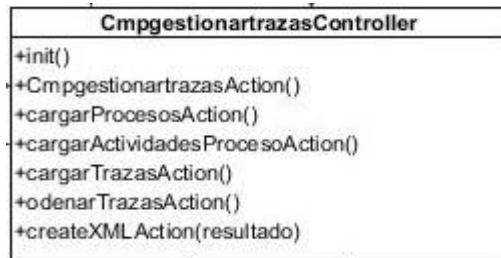 CmpgestionartrazasController
+init()
+CmpgestionartrazasAction()
+cargarProcesosAction()
+cargarActividadesProcesoAction()
+cargarTrazasAction()
+odenarTrazasAction()
+createXMLAction(resultado)